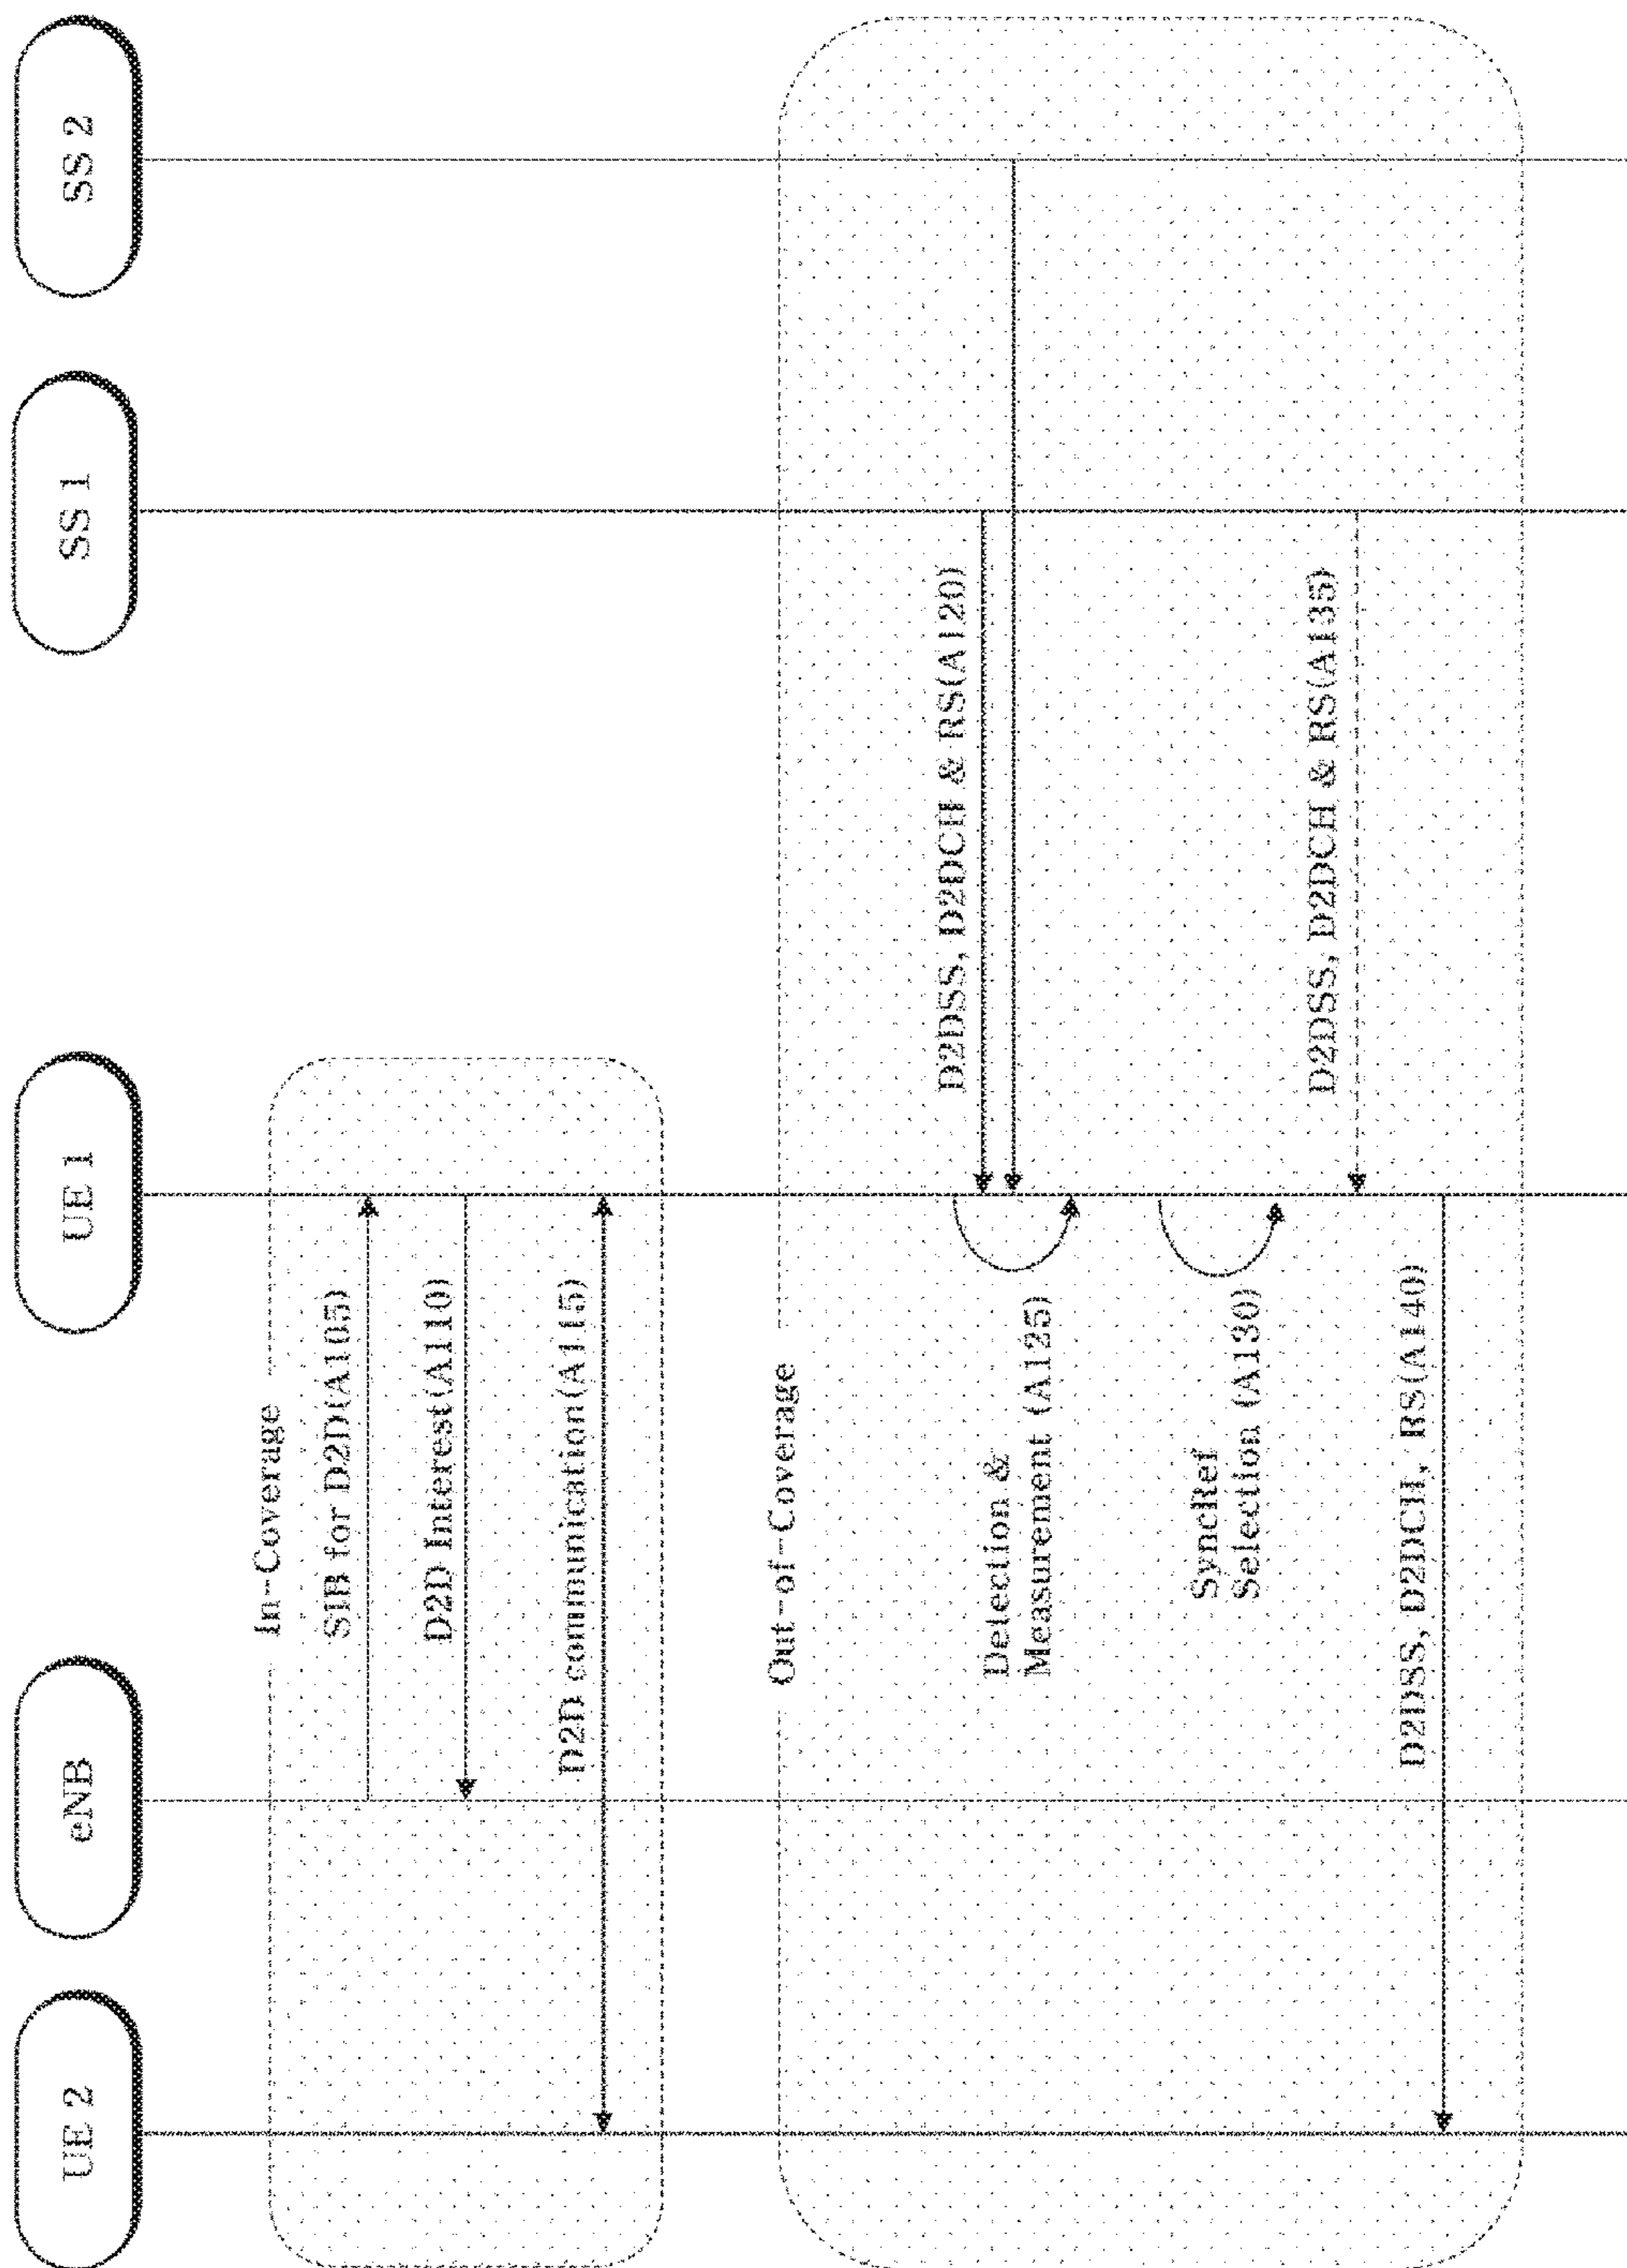 UE 2
eNB
UE 1
SS 1
SS 2
In-Coverage
SIB for D2D(A105)
D2D Interest(A110)
D2D communication(A115)
Out-of-Coverage
D2DSS, D2DCH & RS(A120)
Detection &
Measurement (A125)
SyncRef
Selection (A130)
D2DSS, D2DCH & RS(A135)
D2DSS, D2DCH, RS(A140)